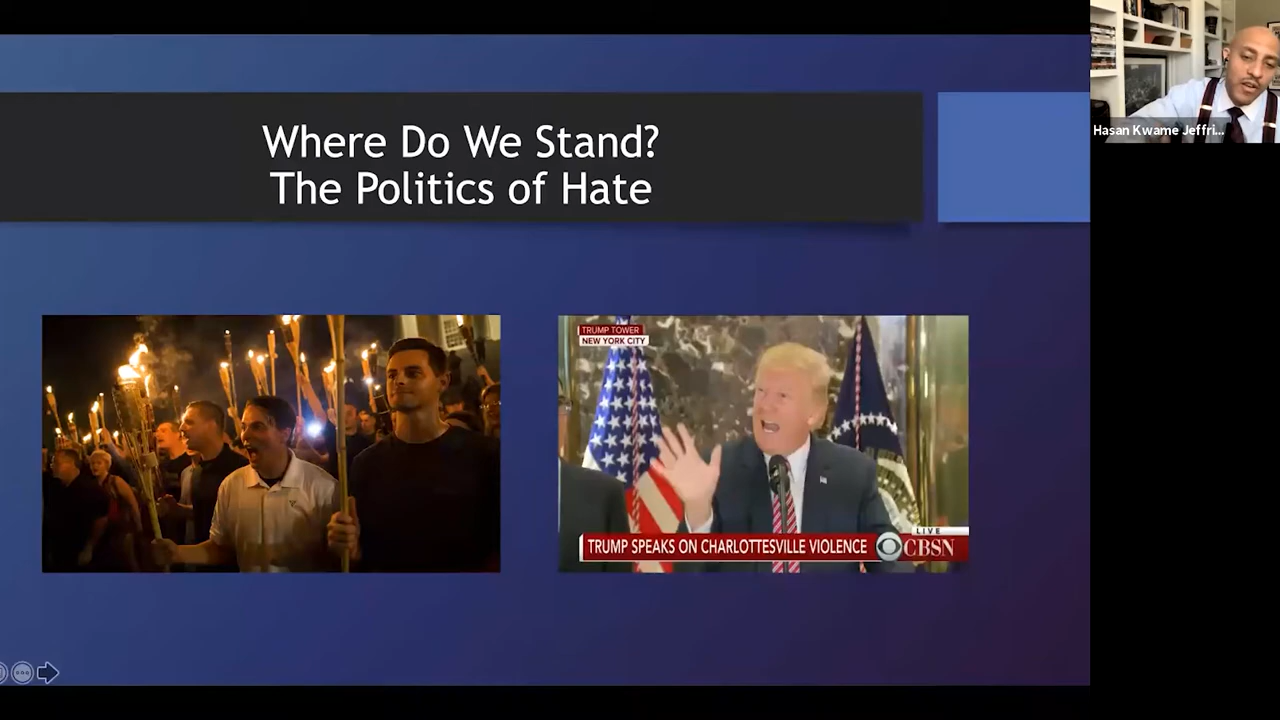 Where Do We Stand?
The Politics of Hate
Hasan Kwame Jeffri...
TRUMP TOWER
NEW YORK CITY
LIVE
TRUMP SPEAKS ON CHARLOTTESVILLE VIOLENCE CBSN